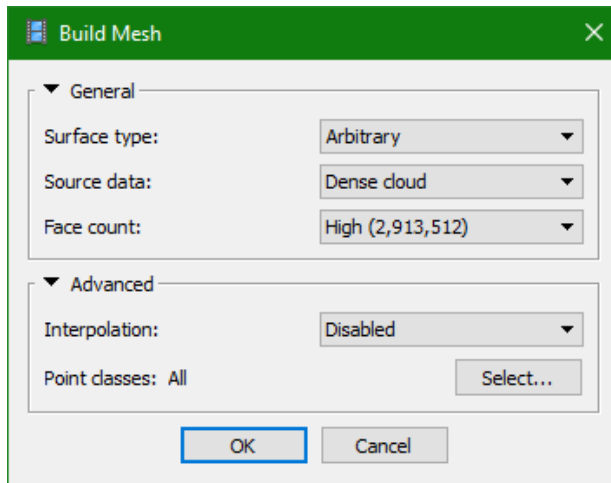 Build Mesh
General
Surface type: Arbitrary
Source data: Dense cloud
Face count: High (2,913,512)
Advanced
Interpolation: Disabled
Point classes: All Select...
OK Cancel